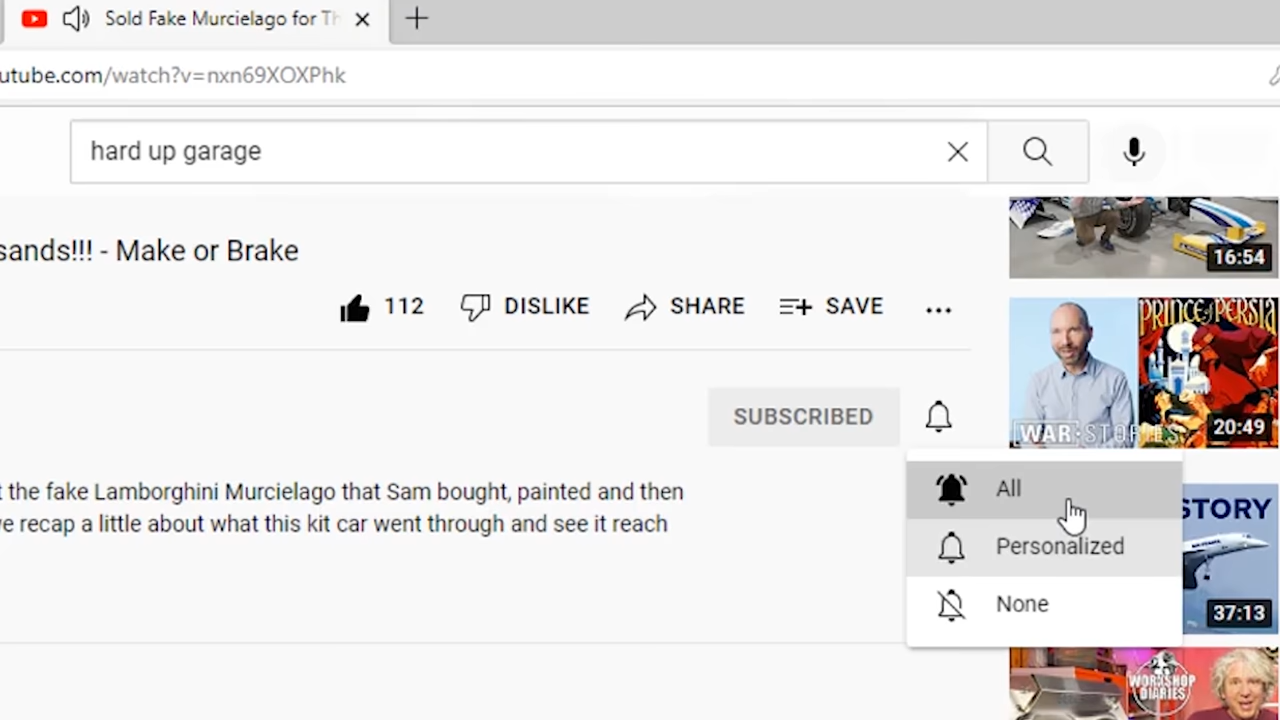 Sold Fake Murcielago for Th
utube.com/watch?v=nxn69XOXPhk
hard up garage
sands!!! - Make or Brake
112 DISLIKE SHARE SAVE
SUBSCRIBED
t the fake Lamborghini Murcielago that Sam bought, painted and then
e recap a little about what this kit car went through and see it reach
All
Personalized
None
16:54
PRINCE OF PERSIA
WAR STORIES
20:49
STORY
37:13
WORKSHOP
DIARIES